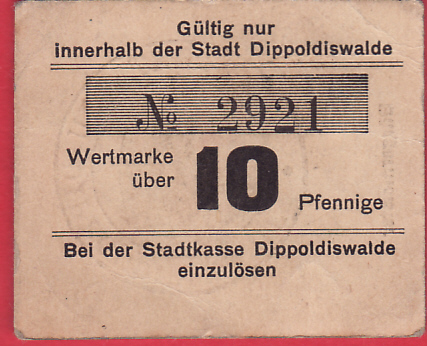 Gültig nur
innerhalb der Stadt Dippoldiswalde
№ 2921
Wertmarke
über
10
Pfennige
Bei der Stadtkasse Dippoldiswalde
einzulösen